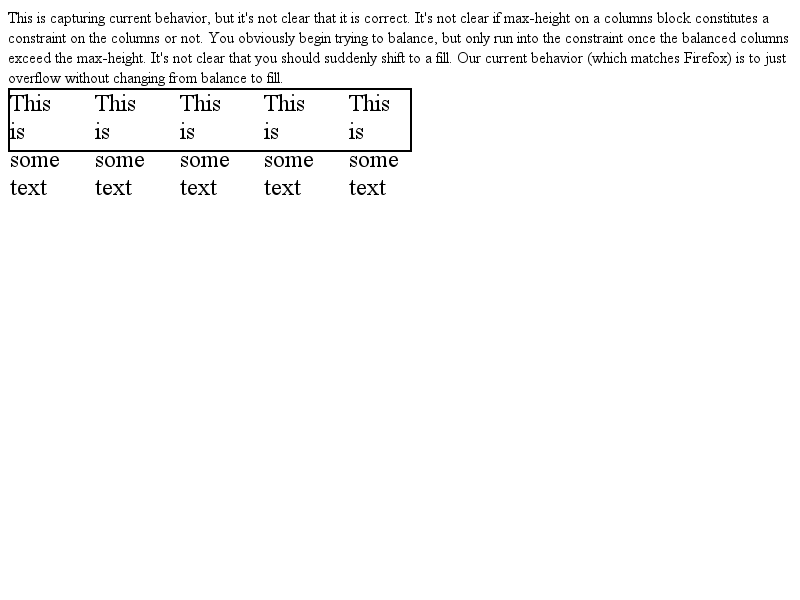 This is capturing current behavior, but it's not clear that it is correct. It's not clear if max-height on a columns block constitutes a
constraint on the columns or not. You obviously begin trying to balance, but only run into the constraint once the balanced columns
exceed the max-height. It's not clear that you should suddenly shift to a fill. Our current behavior (which matches Firefox) is to just
overflow without changing from balance to fill.
This
is
some
text
This
is
some
text
This
is
some
text
This
is
some
text
This
is
some
text